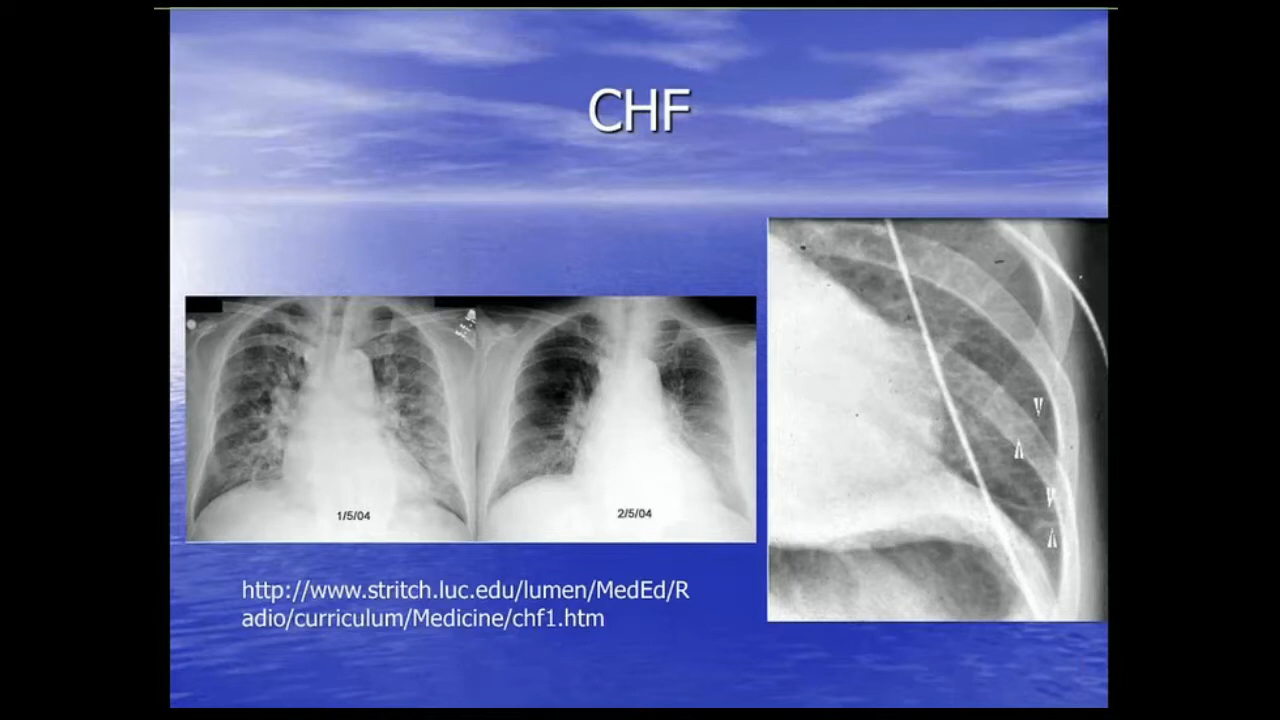 CHF
1/5/04
2/5/04
http://www.stritch.luc.edu/lumen/MedEd/R
adio/curriculum/Medicine/chf1.htm